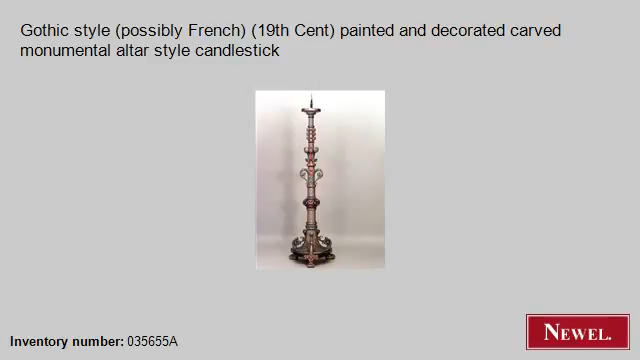 Gothic style (possibly French) (19th Cent) painted and decorated carved
monumental altar style candlestick
Inventory number: 035655A
NEWEL.